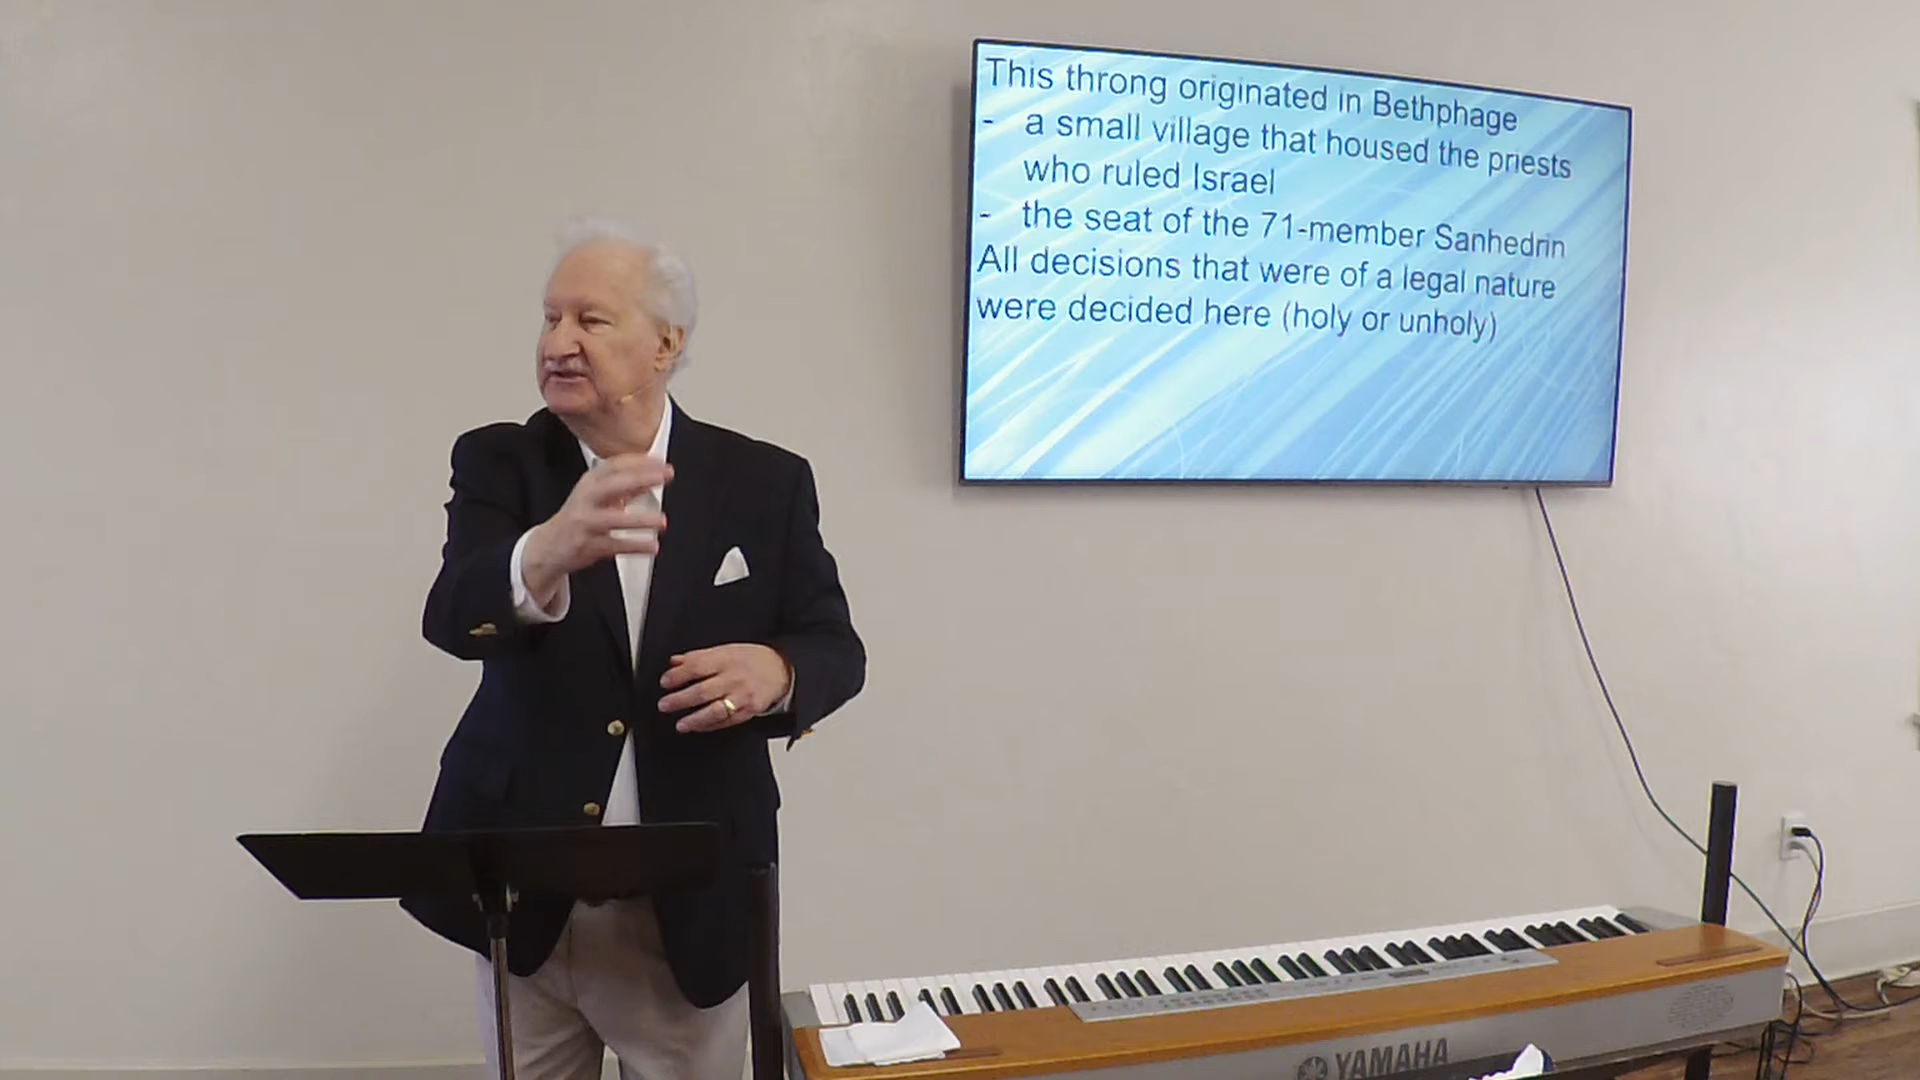 This throng originated in Bethphage
- a small village that housed the priests
who ruled Israel
- the seat of the 71-member Sanhedrin
All decisions that were of a legal nature
were decided here (holy or unholy)
YAMAHA